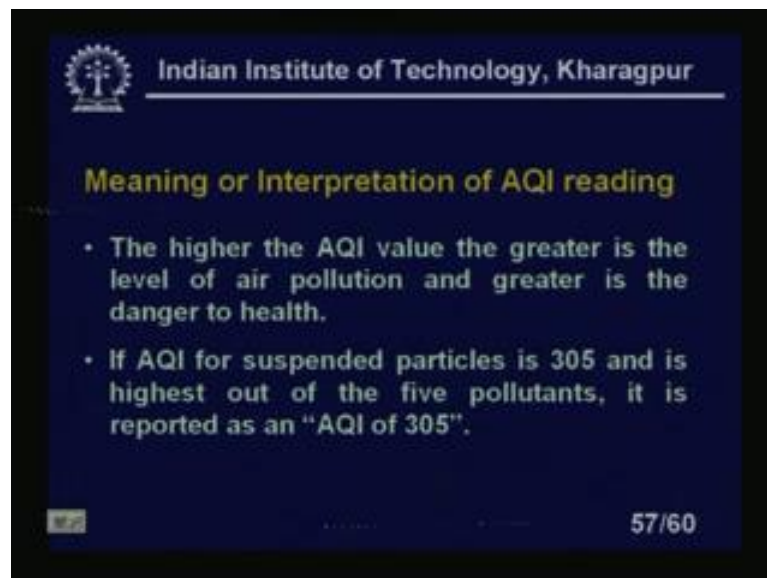 Indian Institute of Technology, Kharagpur
Meaning or Interpretation of AQI reading
• The higher the AQI value the greater is the
level of air pollution and greater is the
danger to health.
• If AQI for suspended particles is 305 and is
highest out of the five pollutants, it is
reported as an “AQI of 305”.
57/60